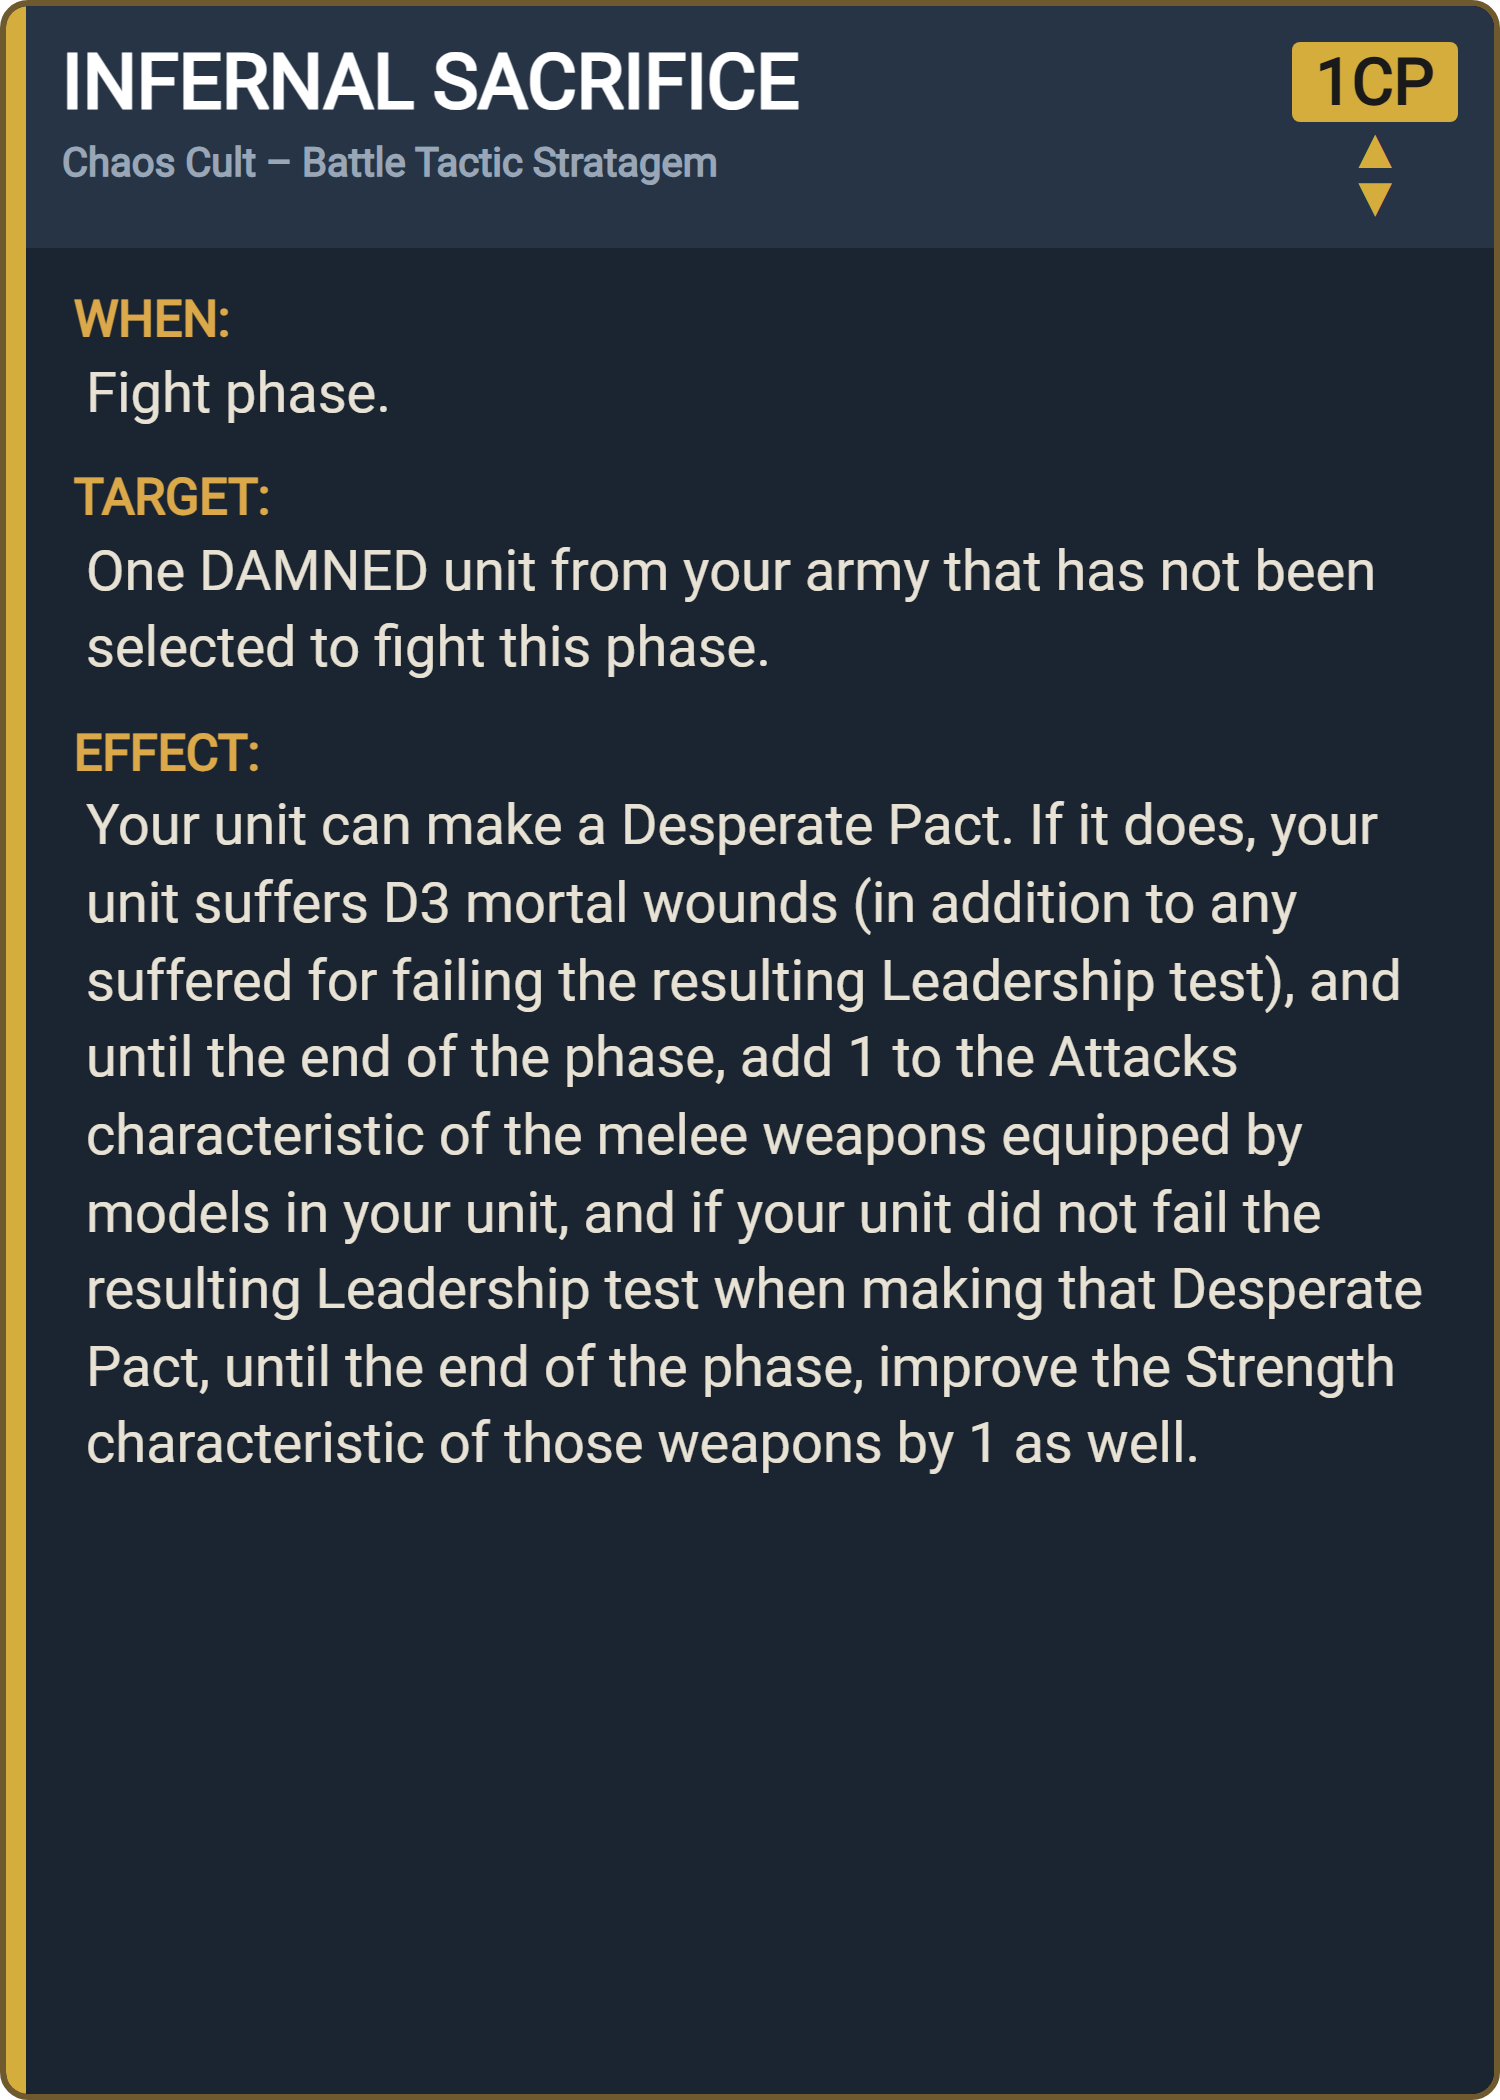 INFERNAL SACRIFICE
1CP
Chaos Cult – Battle Tactic Stratagem
▲
▼
WHEN:
Fight phase.
TARGET:
One DAMNED unit from your army that has not been
selected to fight this phase.
EFFECT:
Your unit can make a Desperate Pact. If it does, your
unit suffers D3 mortal wounds (in addition to any
suffered for failing the resulting Leadership test), and
until the end of the phase, add 1 to the Attacks
characteristic of the melee weapons equipped by
models in your unit, and if your unit did not fail the
resulting Leadership test when making that Desperate
Pact, until the end of the phase, improve the Strength
characteristic of those weapons by 1 as well.